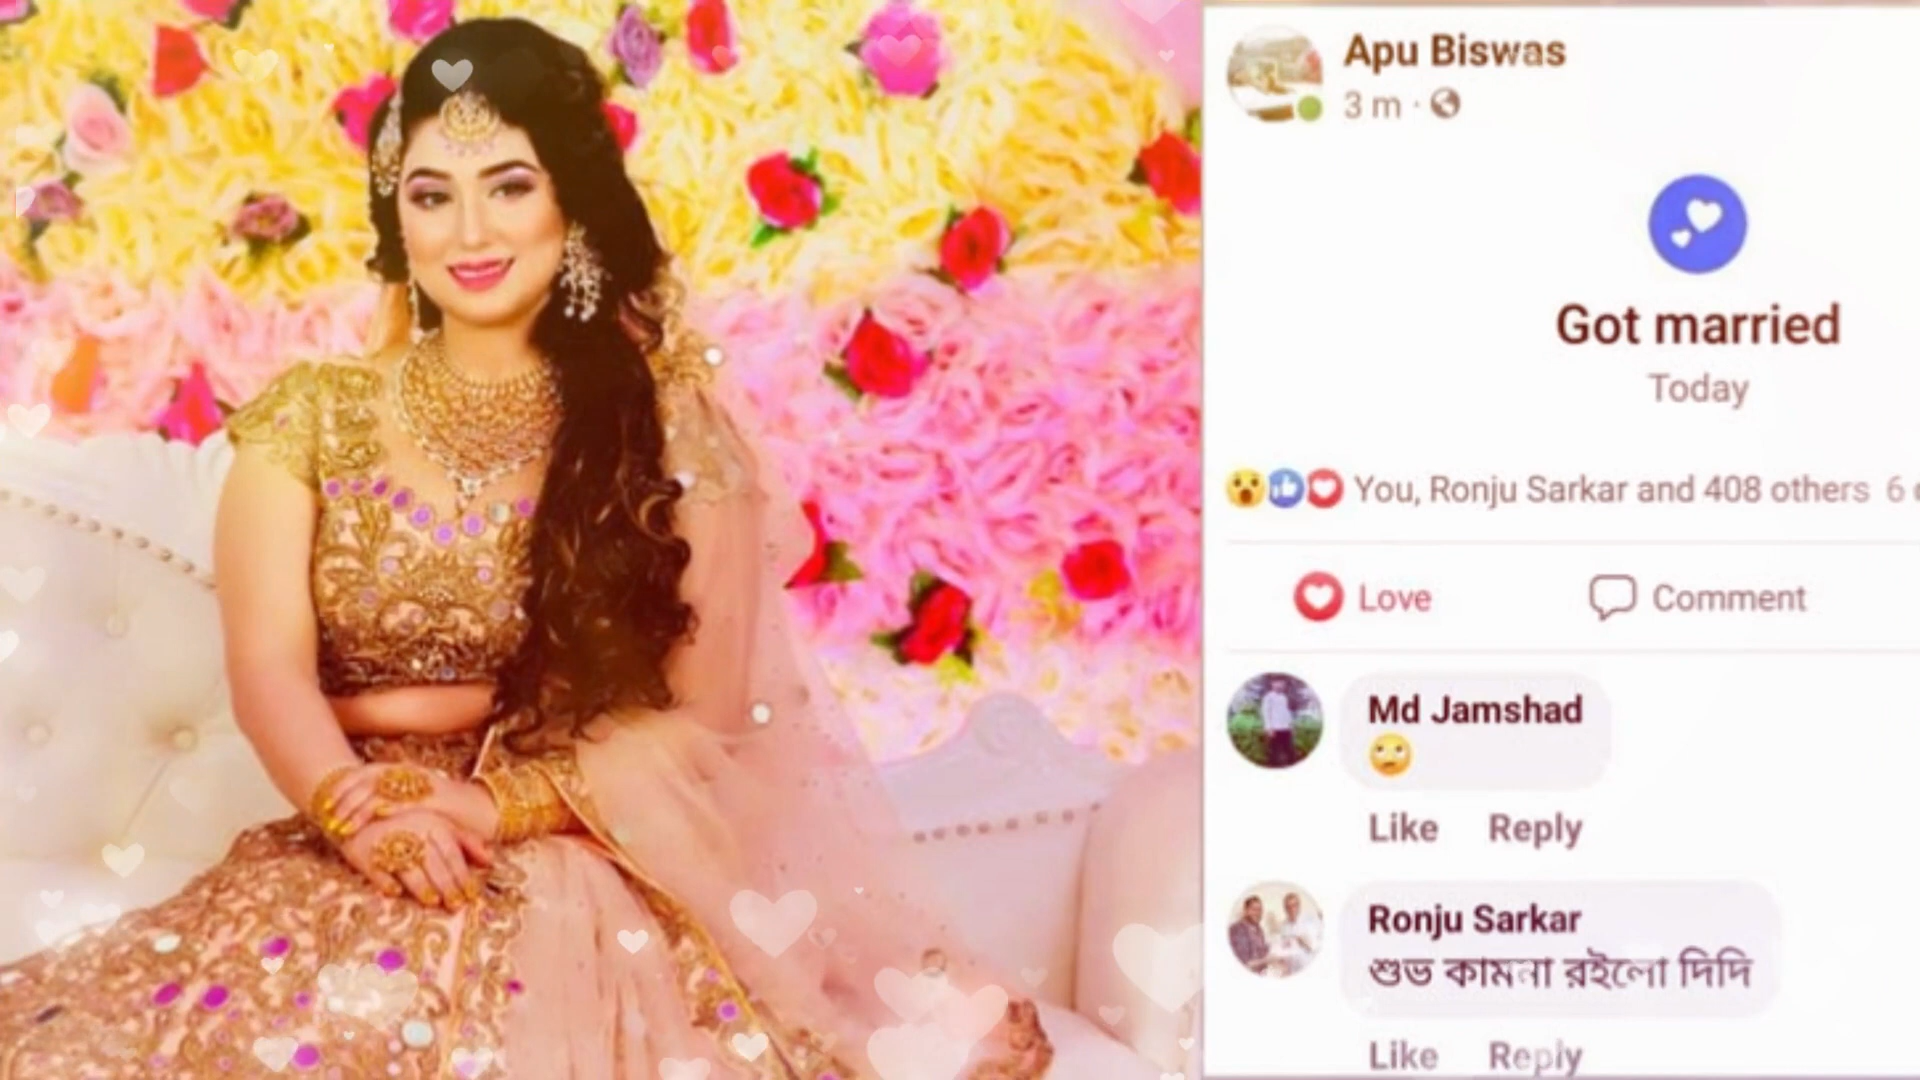 Apu Biswas
3 m ·
Got married
Today
You, Ronju Sarkar and 408 others 6
Love
Comment
Md Jamshad
Like Reply
Ronju Sarkar
শুভ কামনা রইলো দিদি
Like Reply